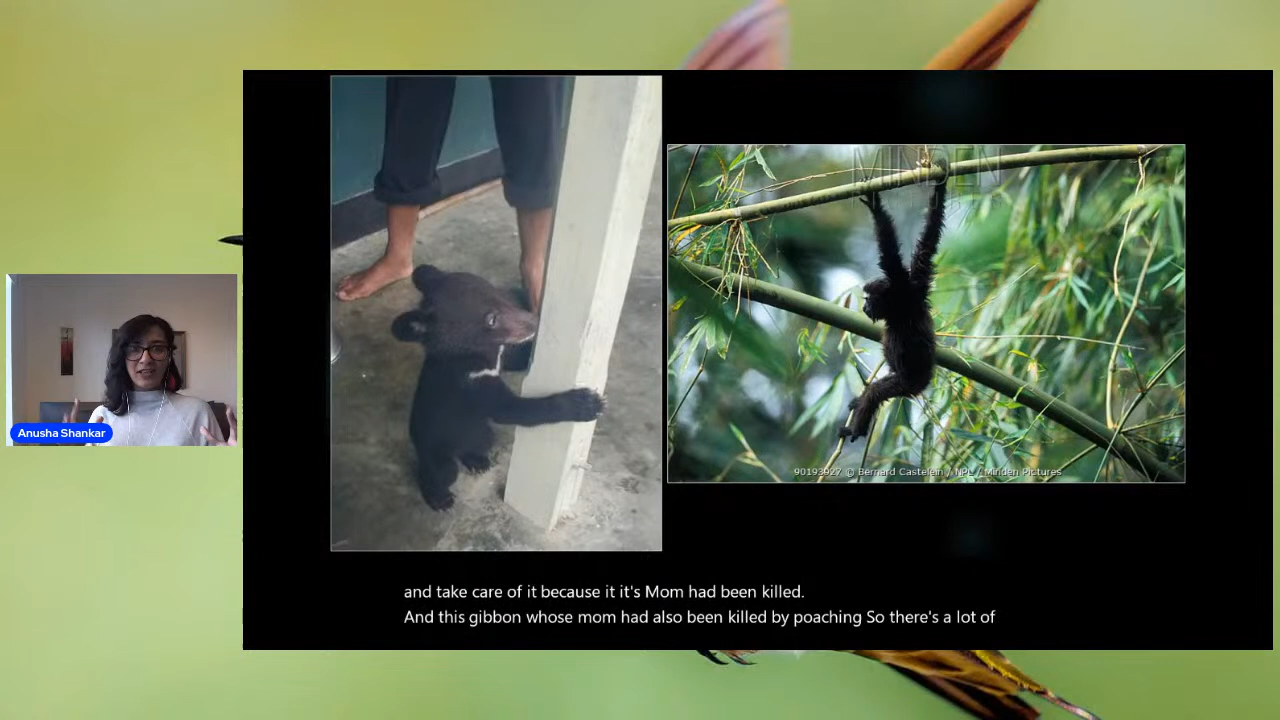 MINDEN
Anusha Shankar
90193927 © Bernard Castelein / NPL / Minden Pictures
and take care of it because it it's Mom had been killed.
And this gibbon whose mom had also been killed by poaching So there's a lot of